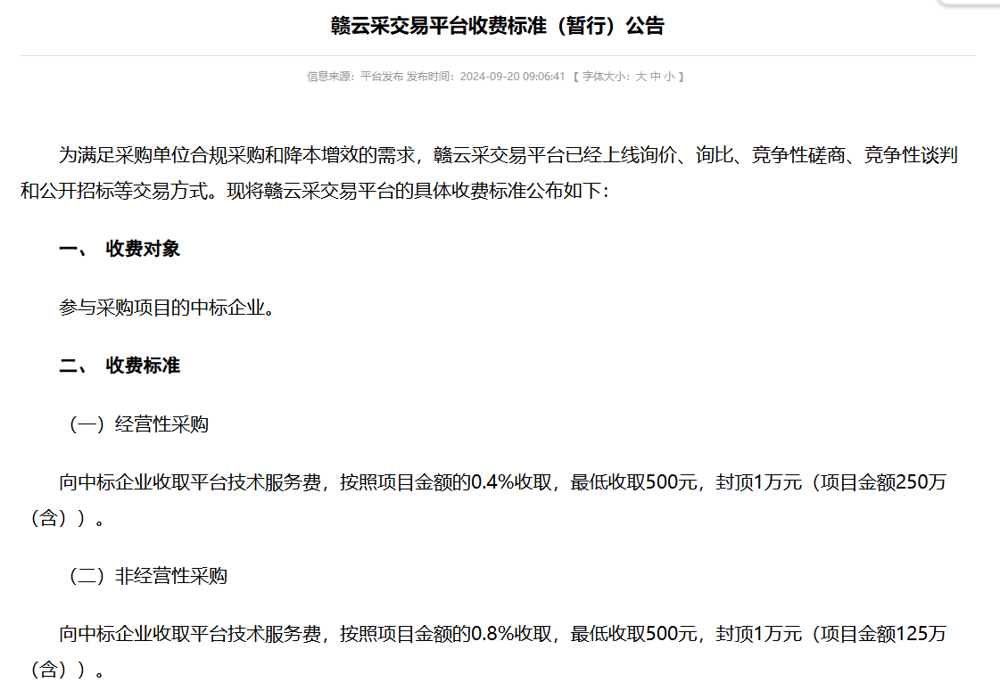 赣云采交易平台收费标准（暂行）公告
信息来源：平台发布 发布时间：2024-09-20 09:06:41 【 字体大小：大 中 小 】
为满足采购单位合规采购和降本增效的需求，赣云采交易平台已经上线询价、询比、竞争性磋商、竞争性谈判
和公开招标等交易方式。现将赣云采交易平台的具体收费标准公布如下：
一、 收费对象
参与采购项目的中标企业。
二、 收费标准
（一）经营性采购
向中标企业收取平台技术服务费，按照项目金额的0.4%收取，最低收取500元，封顶1万元（项目金额250万
（含））。
（二）非经营性采购
向中标企业收取平台技术服务费，按照项目金额的0.8%收取，最低收取500元，封顶1万元（项目金额125万
（含））。